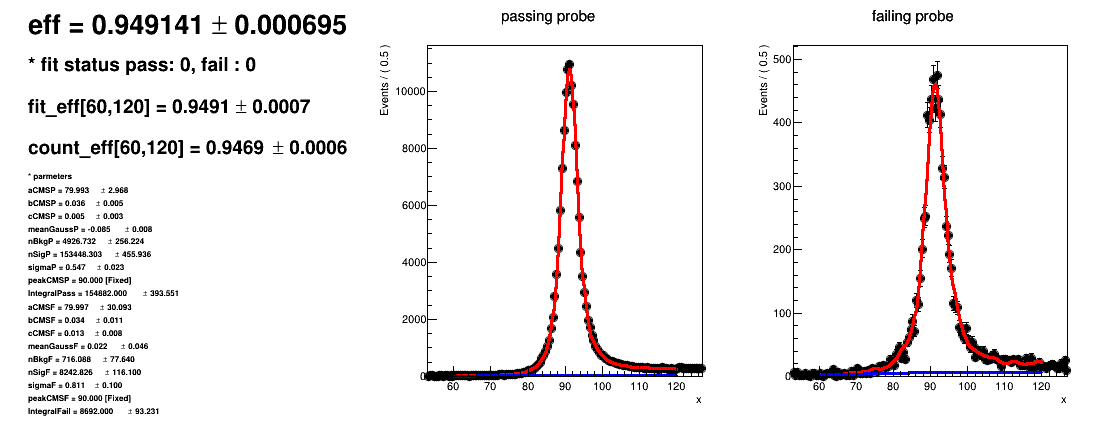 eff = 0.949141 ± 0.000695
* fit status pass: 0, fail : 0
fit_eff[60,120] = 0.9491 ± 0.0007
count_eff[60,120] = 0.9469 ± 0.0006
* parmeters
aCMSP = 79.993 ± 2.968
bCMSP = 0.036 ± 0.005
cCMSP = 0.005 ± 0.003
meanGaussP = -0.085 ± 0.008
nBkgP = 4926.732 ± 256.224
nSigP = 153448.303 ± 455.936
sigmaP = 0.547 ± 0.023
peakCMSP = 90.000 [Fixed]
IntegralPass = 154882.000 ± 393.551
aCMSF = 79.997 ± 30.093
bCMSF = 0.034 ± 0.011
cCMSF = 0.013 ± 0.008
meanGaussF = 0.022 ± 0.046
nBkgF = 716.088 ± 77.640
nSigF = 8242.826 ± 116.100
sigmaF = 0.811 ± 0.100
peakCMSF = 90.000 [Fixed]
IntegralFail = 8692.000 ± 93.231
passing probe
Events / ( 0.5 )
10000
8000
6000
4000
2000
0
60 70 80 90 100 110 120
x
failing probe
Events / ( 0.5 )
500
400
300
200
100
0
60 70 80 90 100 110 120
x